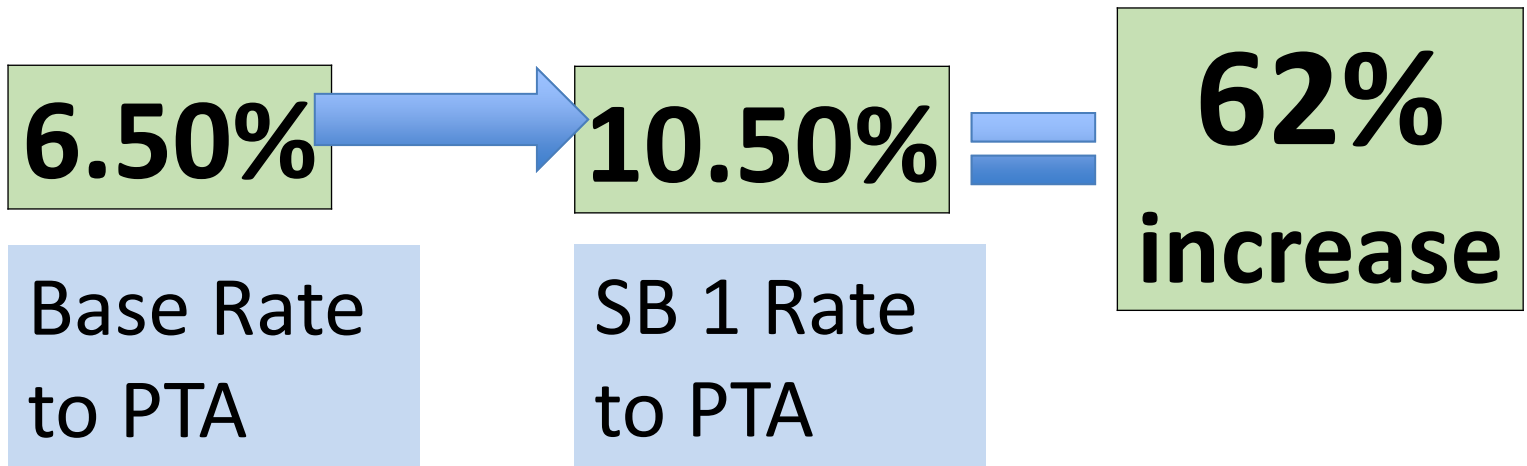 6.50%
10.50%
62%
increase
Base Rate
to PTA
SB 1 Rate
to PTA